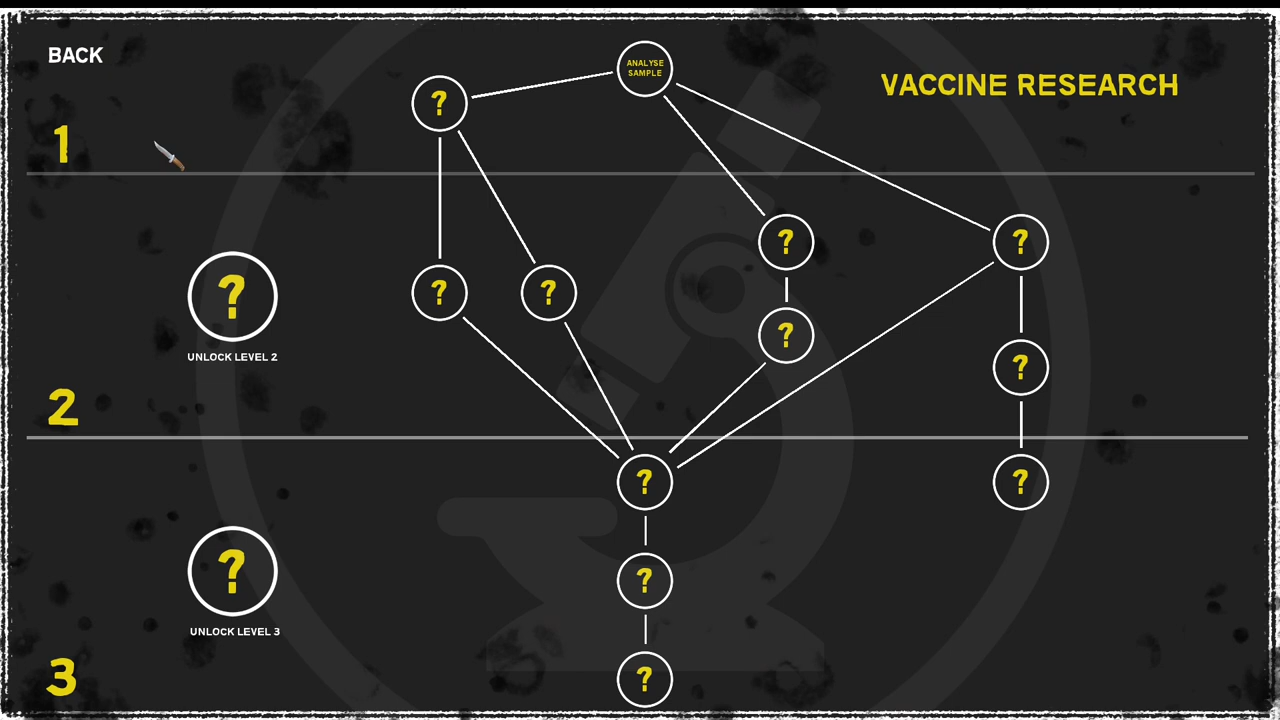 BACK
ANALYSE
SAMPLE
VACCINE RESEARCH
?
1
?
?
?
?
?
UNLOCK LEVEL 2
?
?
2
?
?
?
?
UNLOCK LEVEL 3
3
?